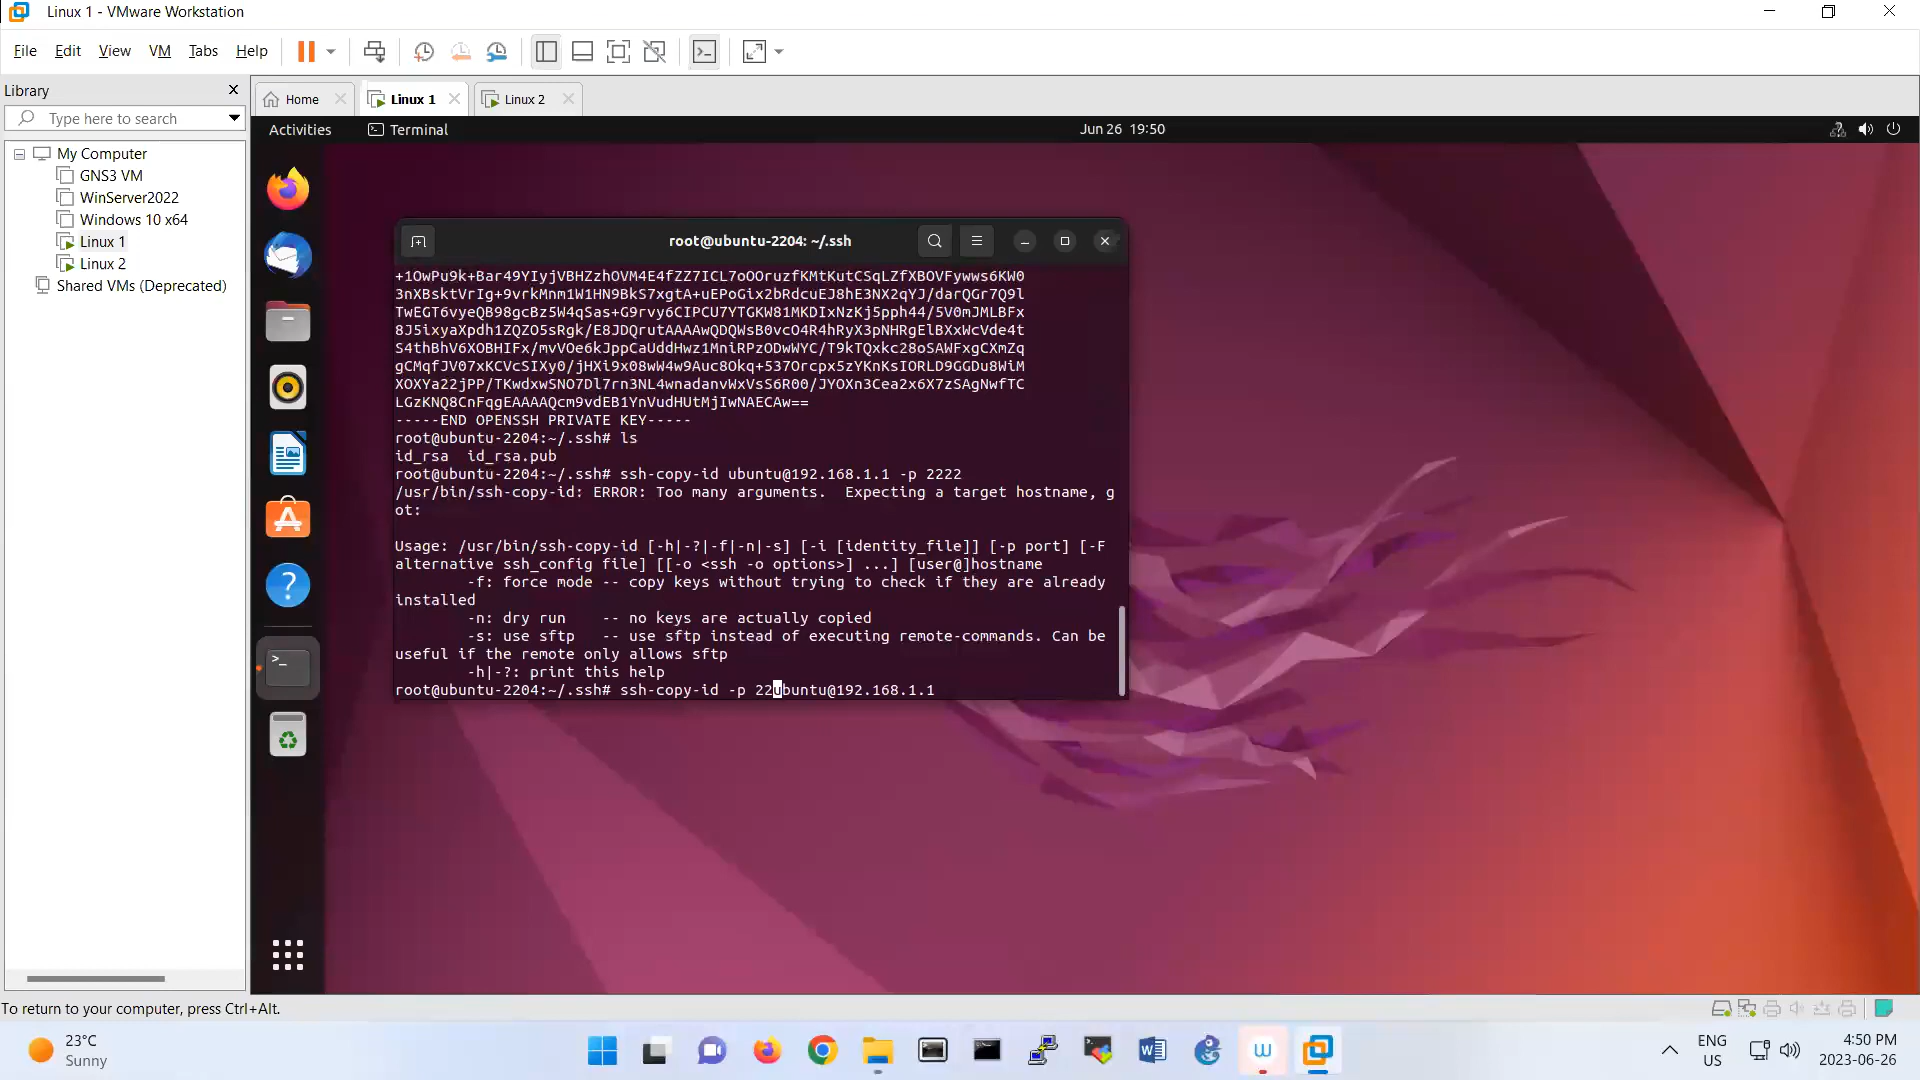 Linux 1 - VMware Workstation
File Edit View VM Tabs Help
Library
Type here to search
My Computer
GNS3 VM
WinServer2022
Windows 10 x64
Linux 1
Linux 2
Shared VMs (Deprecated)
Home
Linux 1
Linux 2
Activities
Terminal
Jun 26 19:50
root@ubuntu-2204: ~/.ssh
+1OwPu9k+Bar49YIyjVBHZzhOVM4E4fZZ7ICL7oOOruzfKMtKutCSqLZfXBOVFywws6KW0
3nXBsktVrIg+9vrkMnm1W1HN9BkS7xgtA+uEPoGix2bRdcuEJ8hE3NX2qYJ/darQGr7Q9l
TwEGT6vyeQB98gcBz5W4qSas+G9rvy6CIPCU7YTGKW81MKDIxNzKj5pph44/5V0mJMLBFx
8J5ixyaXpdh1ZQZO5sRgk/E8JDQrutAAAAwQDQWsB0vcO4R4hRyX3pNHRgElBXxWcVde4t
S4thBhV6XOBHIFx/mvVOe6kJppCaUddHwz1MniRPzODwWYC/T9kTQxkc28oSAWFxgCXmZq
gCMqfJV07xKCVcSIXy0/jHXi9x08wW4w9Auc8Okq+537Orcpx5zYKnKsIORLD9GGDu8WiM
XOXYa22jPP/TKwdxwSNO7Dl7rn3NL4wnadanvWxVsS6R00/JYOXn3Cea2x6X7zSAgNwfTC
LGzKNQ8CnFqgEAAAAQcm9vdEB1YnVudHUtMjIwNAECAw==
-----END OPENSSH PRIVATE KEY-----
root@ubuntu-2204:~/.ssh# ls
id_rsa  id_rsa.pub
root@ubuntu-2204:~/.ssh# ssh-copy-id ubuntu@192.168.1.1 -p 2222
/usr/bin/ssh-copy-id: ERROR: Too many arguments.  Expecting a target hostname, g
ot:
Usage: /usr/bin/ssh-copy-id [-h|-?|-f|-n|-s] [-i [identity_file]] [-p port] [-F
alternative ssh_config file] [[-o <ssh -o options>] ...] [user@]hostname
-f: force mode -- copy keys without trying to check if they are already
installed
-n: dry run    -- no keys are actually copied
-s: use sftp   -- use sftp instead of executing remote-commands. Can be
useful if the remote only allows sftp
-h|-?: print this help
root@ubuntu-2204:~/.ssh# ssh-copy-id -p 22ubuntu@192.168.1.1
To return to your computer, press Ctrl+Alt.
23°C
Sunny
ENG
US
4:50 PM
2023-06-26